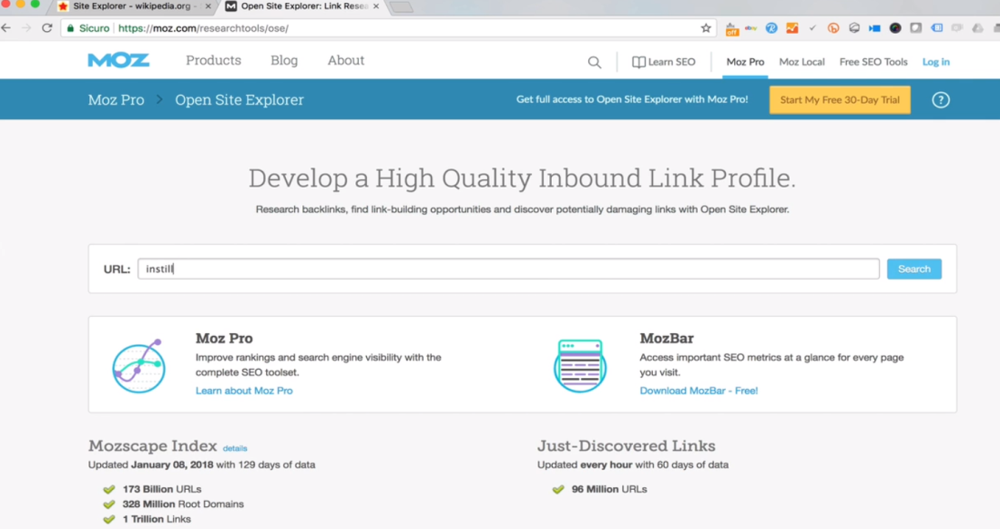 Site Explorer - wikipedia.org -
Open Site Explorer: Link Resea
Sicuro
https://moz.com/researchtools/ose/
off
ebay
MOZ
Products
Blog
About
Learn SEO
Moz Pro
Moz Local
Free SEO Tools
Log in
Moz Pro > Open Site Explorer
Get full access to Open Site Explorer with Moz Pro!
Start My Free 30-Day Trial
?
Develop a High Quality Inbound Link Profile.
Research backlinks, find link-building opportunities and discover potentially damaging links with Open Site Explorer.
URL:
instill
Search
Moz Pro
Improve rankings and search engine visibility with the
complete SEO toolset.
Learn about Moz Pro
MozBar
Access important SEO metrics at a glance for every page
you visit.
Download MozBar - Free!
Mozscape Index details
Updated January 08, 2018 with 129 days of data
173 Billion URLs
328 Million Root Domains
1 Trillion Links
Just-Discovered Links
Updated every hour with 60 days of data
96 Million URLs